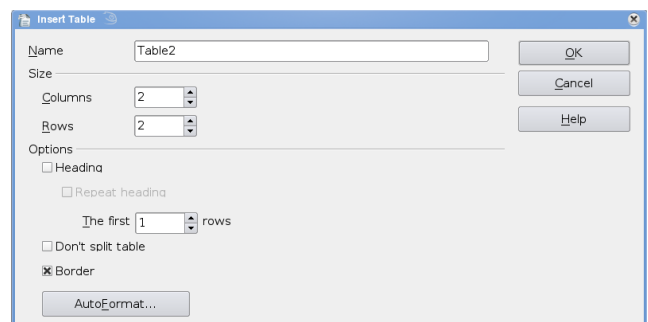 Insert Table
Name Table2
OK
Size
Cancel
Columns 2
Help
Rows 2
Options
Heading
Repeat heading
The first 1 rows
Don't split table
Border
AutoFormat...